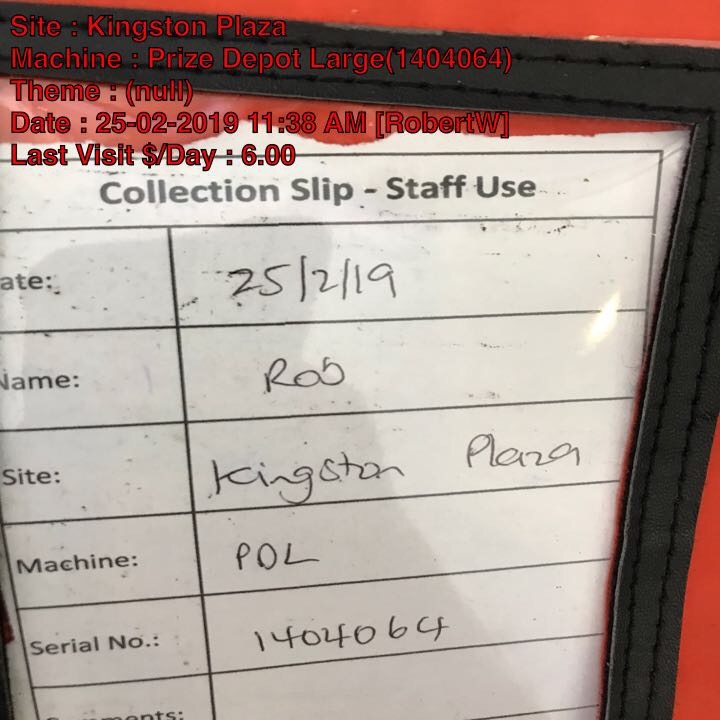 Site : Kingston Plaza
Machine : Prize Depot Large(1404064)
Theme : (null)
Date : 25-02-2019 11:38 AM [RobertW]
Last Visit $/Day : 6.00
Collection Slip - Staff Use
ate: 25/2/19
Name: Rob
Site: Kingston Plaza
Machine: PDL
Serial No.: 1404064